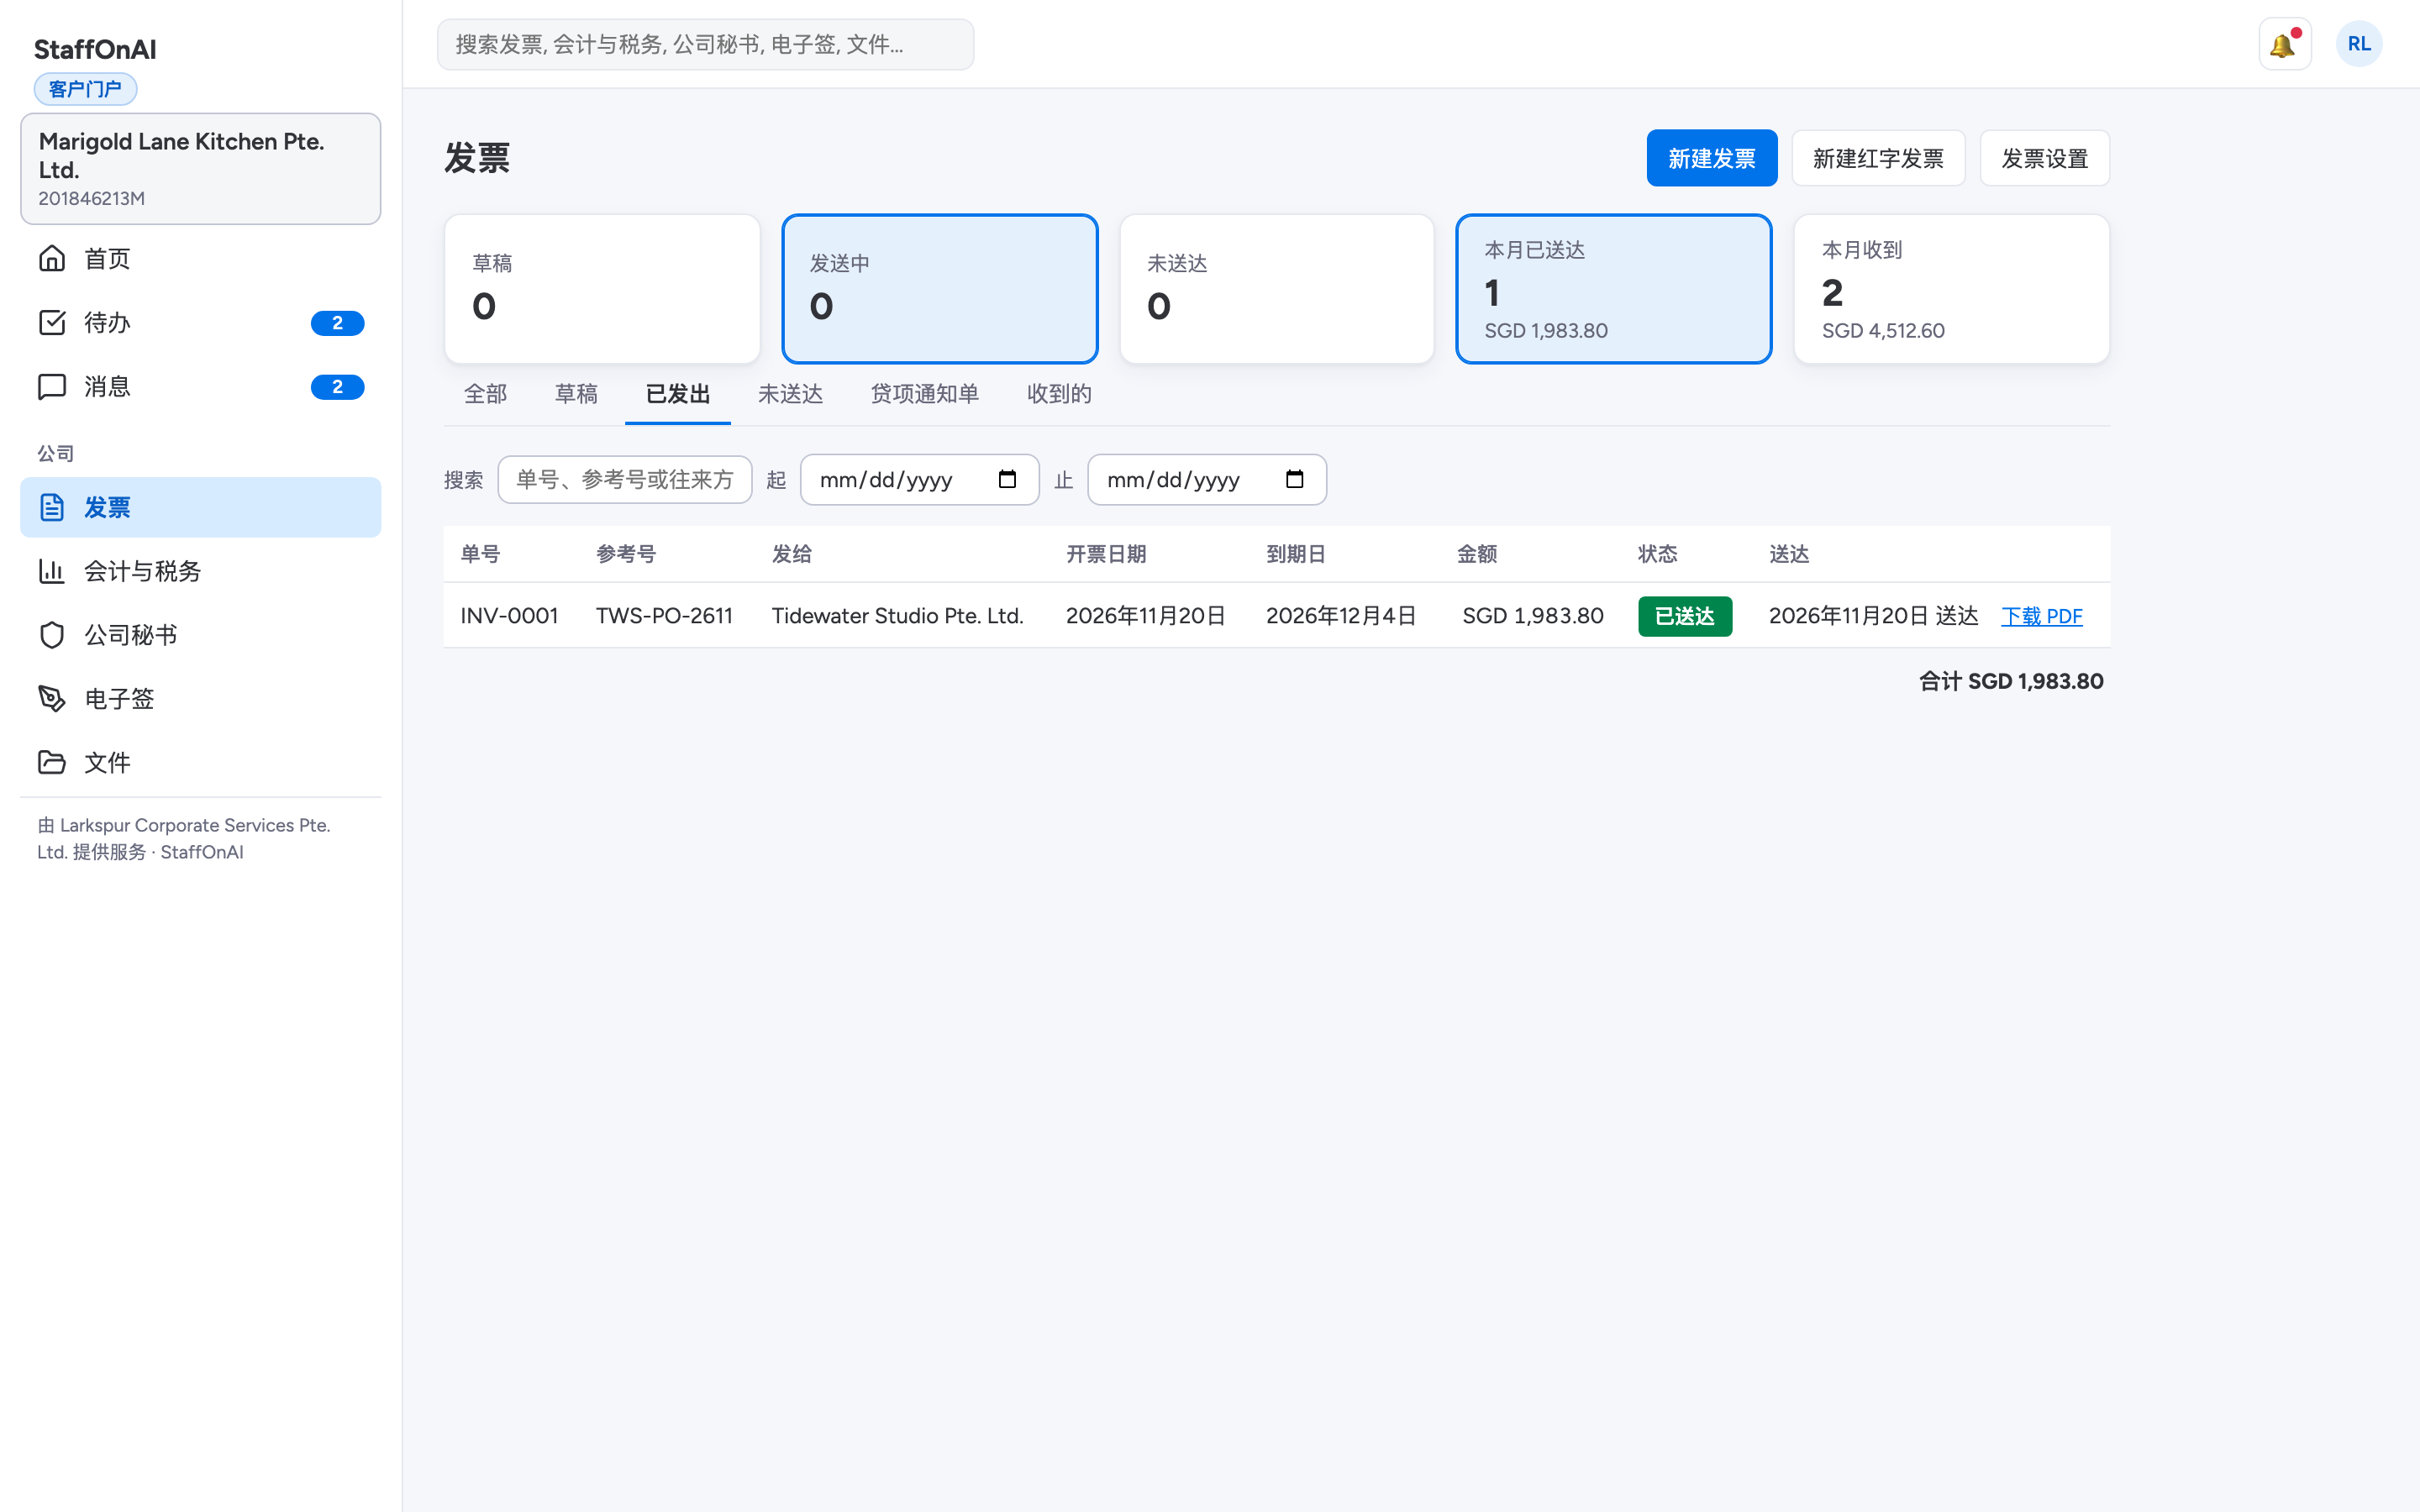 StaffOnAI
客户门户
Marigold Lane Kitchen Pte. Ltd.
201846213M
首页
待办 2
消息 2
公司
发票
会计与税务
公司秘书
电子签
文件
由 Larkspur Corporate Services Pte.
Ltd. 提供服务 · StaffOnAI
搜索发票, 会计与税务, 公司秘书, 电子签, 文件...
RL
发票
新建发票 新建红字发票 发票设置
草稿
0
发送中
0
未送达
0
本月已送达
1
SGD 1,983.80
本月收到
2
SGD 4,512.60
全部 草稿 已发出 未送达 贷项通知单 收到的
搜索 单号、参考号或往来方 起 mm/dd/yyyy 止 mm/dd/yyyy
单号 参考号 发给 开票日期 到期日 金额 状态 送达
INV-0001 TWS-PO-2611 Tidewater Studio Pte. Ltd. 2026年11月20日 2026年12月4日 SGD 1,983.80 已送达 2026年11月20日 送达 下载 PDF
合计 SGD 1,983.80